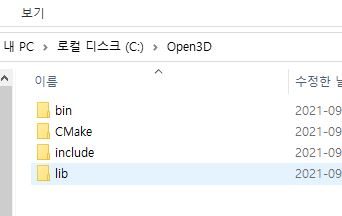 보기
내 PC > 로컬 디스크 (C:) > Open3D
이름 수정한 날
bin 2021-09
CMake 2021-09
include 2021-09
lib 2021-09